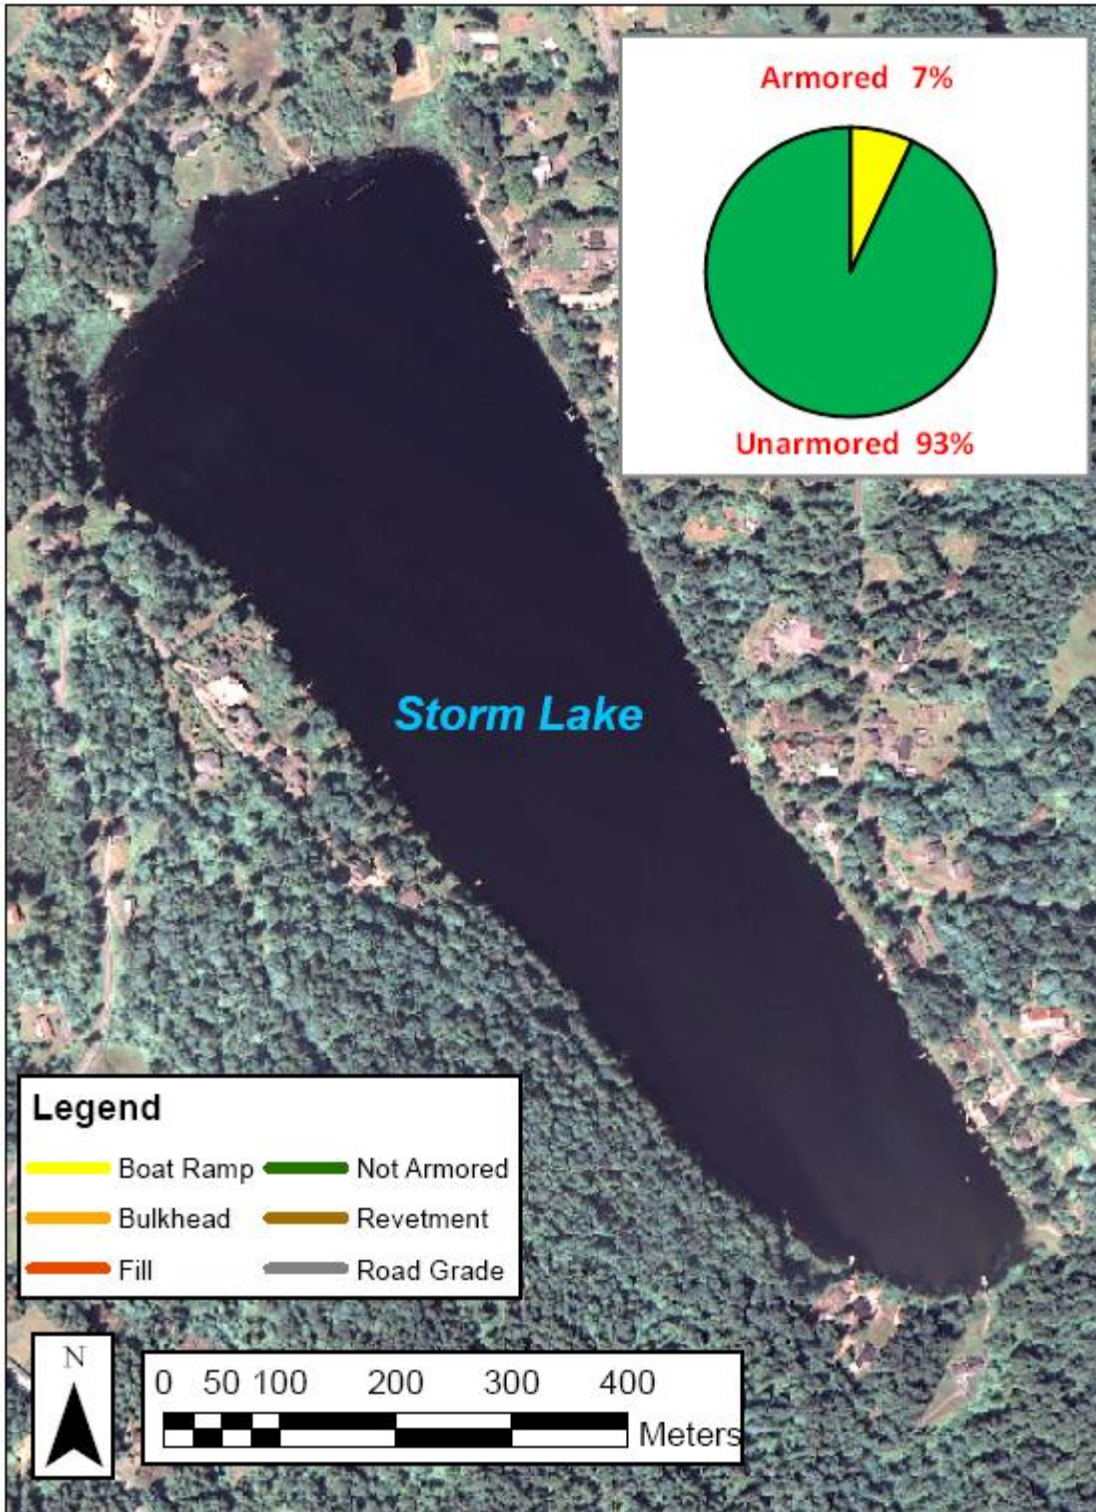 Armored 7%
Unarmored 93%
Storm Lake
Legend
Boat Ramp Not Armored
Bulkhead Revetment
Fill Road Grade
N
0 50 100 200 300 400
Meters